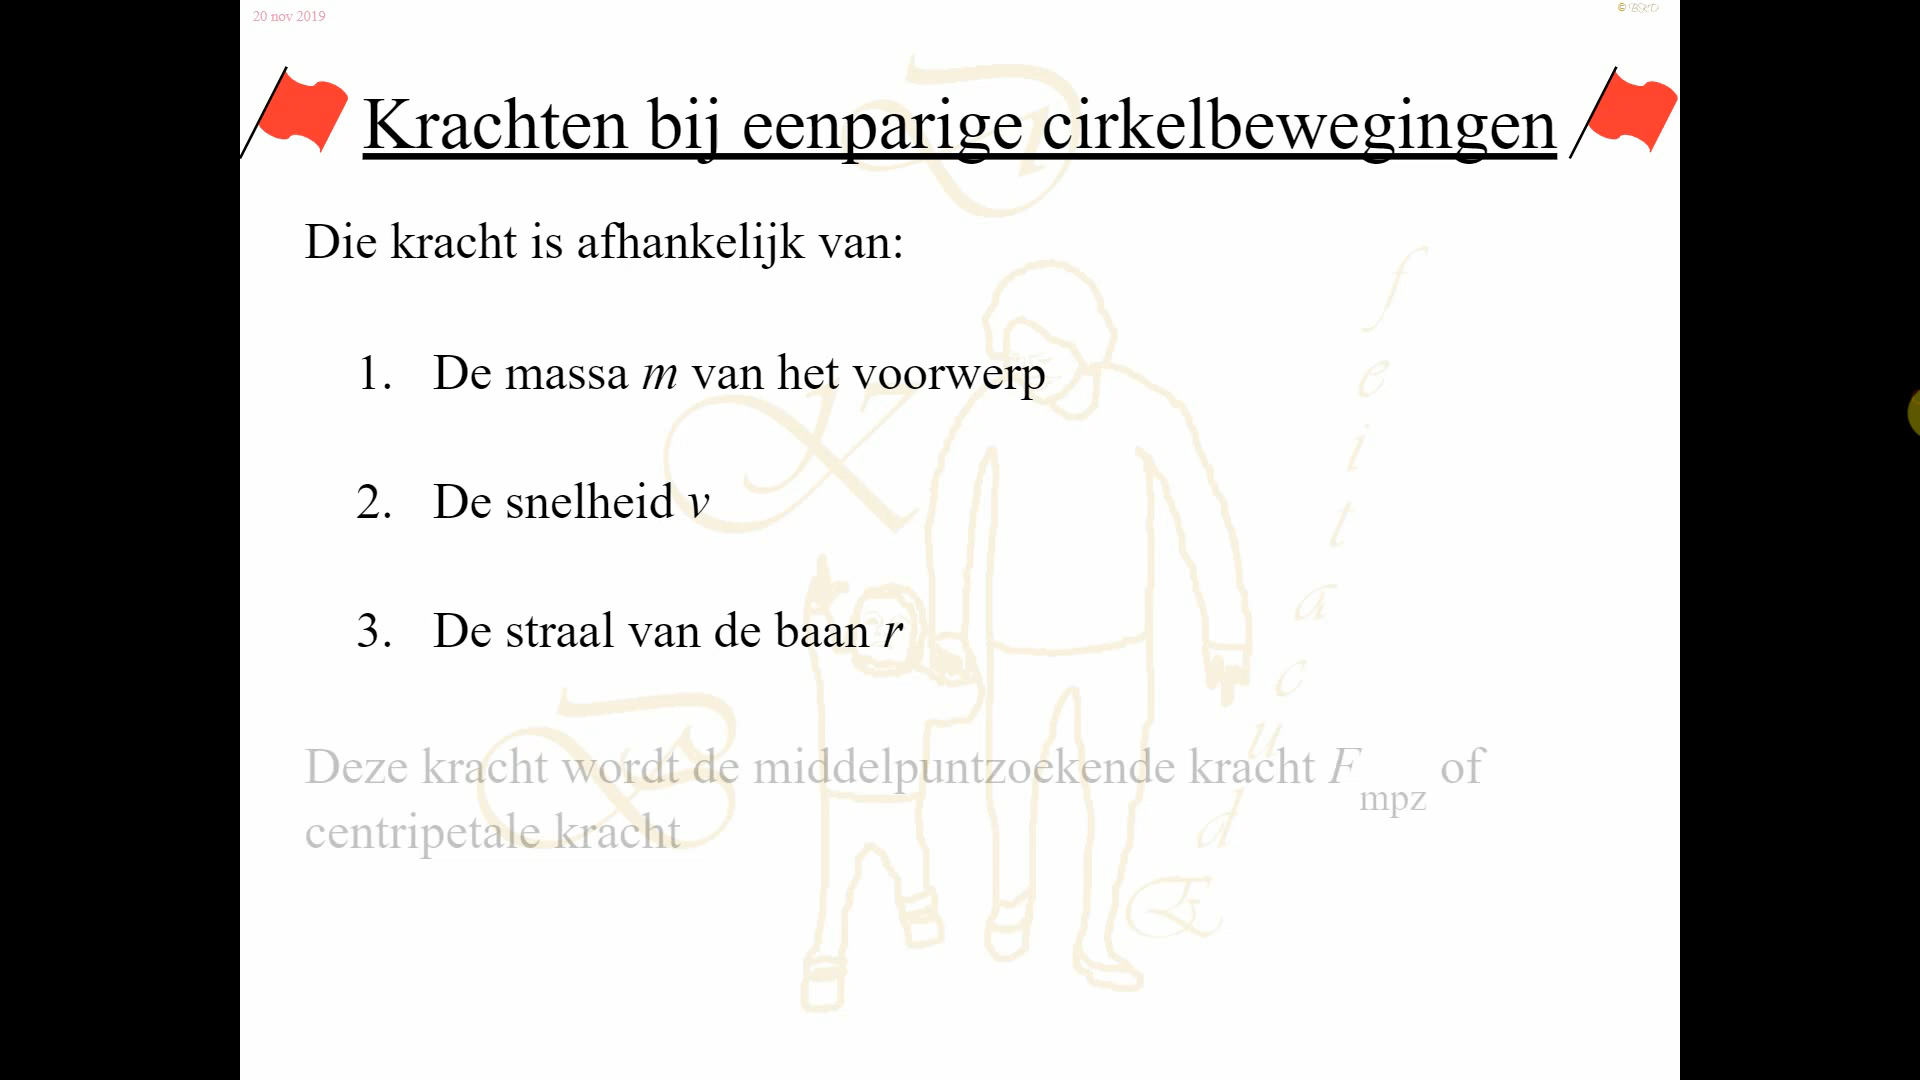 20 nov 2019
© BKD
Krachten bij eenparige cirkelbewegingen
Die kracht is afhankelijk van:
1. De massa m van het voorwerp
2. De snelheid v
3. De straal van de baan r
Deze kracht wordt de middelpuntzoekende kracht F mpz of
centripetale kracht